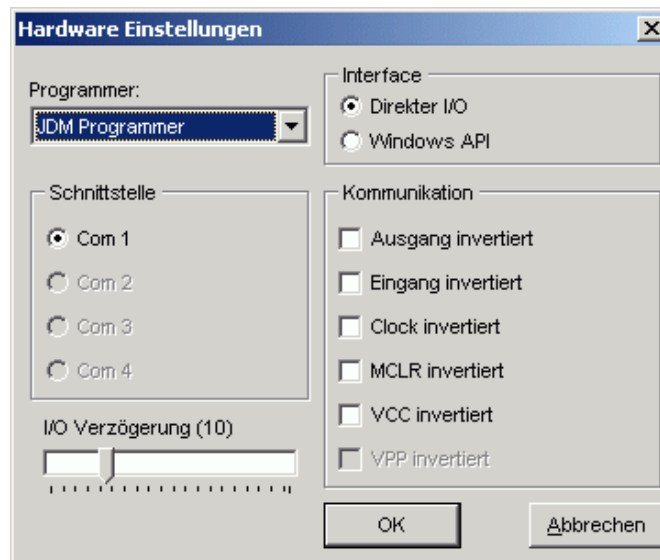 Hardware Einstellungen
Programmer:
JDM Programmer
Interface
Direkter I/O
Windows API
Schnittstelle
Com 1
Com 2
Com 3
Com 4
I/O Verzögerung (10)
Kommunikation
Ausgang invertiert
Eingang invertiert
Clock invertiert
MCLR invertiert
VCC invertiert
VPP invertiert
OK
Abbrechen